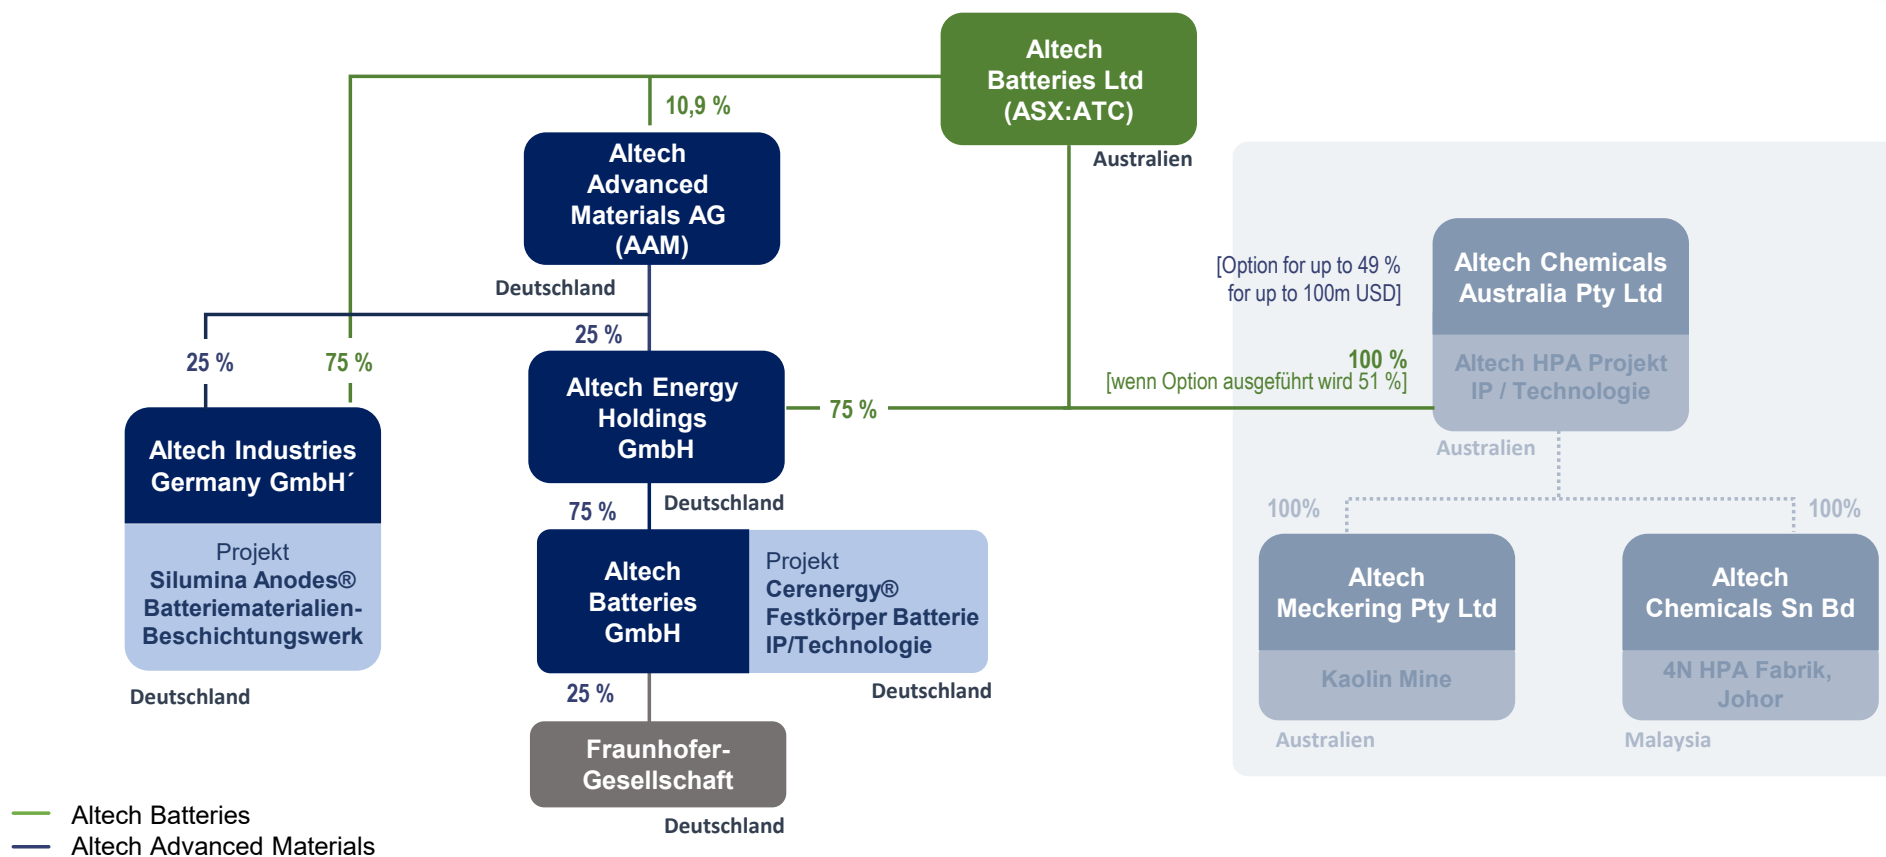 Altech
Batteries Ltd
(ASX:ATC)
Australien
10,9 %
Altech
Advanced
Materials AG
(AAM)
Deutschland
[Option for up to 49 %
for up to 100m USD]
Altech Chemicals
Australia Pty Ltd
Altech HPA Projekt
IP / Technologie
Australien
100 %
[wenn Option ausgeführt wird 51 %]
25 %
75 %
25 %
Altech Energy
Holdings
GmbH
75 %
Deutschland
Altech Industries
Germany GmbH´
Projekt
Silumina Anodes®
Batteriematerialien-
Beschichtungswerk
Deutschland
75 %
Altech
Batteries
GmbH
Projekt
Cerenergy®
Festkörper Batterie
IP/Technologie
Deutschland
25 %
Fraunhofer-
Gesellschaft
Deutschland
100%
100%
Altech
Meckering Pty Ltd
Kaolin Mine
Australien
Altech
Chemicals Sn Bd
4N HPA Fabrik,
Johor
Malaysia
Altech Batteries
Altech Advanced Materials